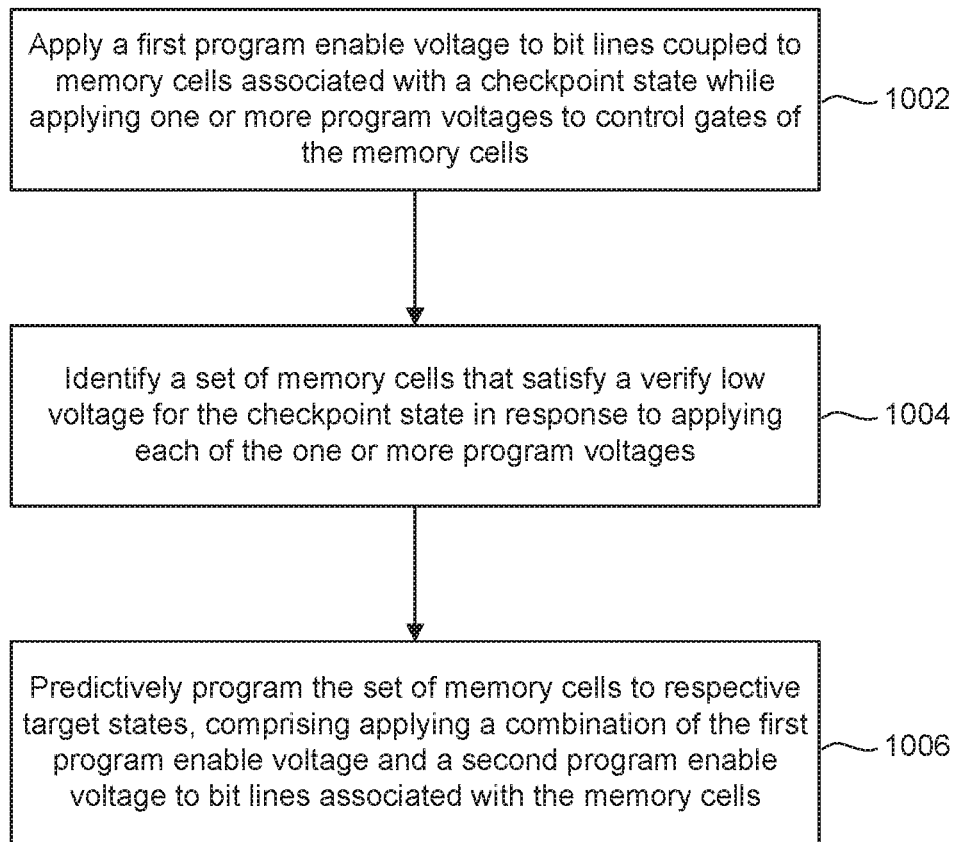 Apply a first program enable voltage to bit lines coupled to
memory cells associated with a checkpoint state while
applying one or more program voltages to control gates of
the memory cells
1002
Identify a set of memory cells that satisfy a verify low
voltage for the checkpoint state in response to applying
each of the one or more program voltages
1004
Predictively program the set of memory cells to respective
target states, comprising applying a combination of the first
program enable voltage and a second program enable
voltage to bit lines associated with the memory cells
1006